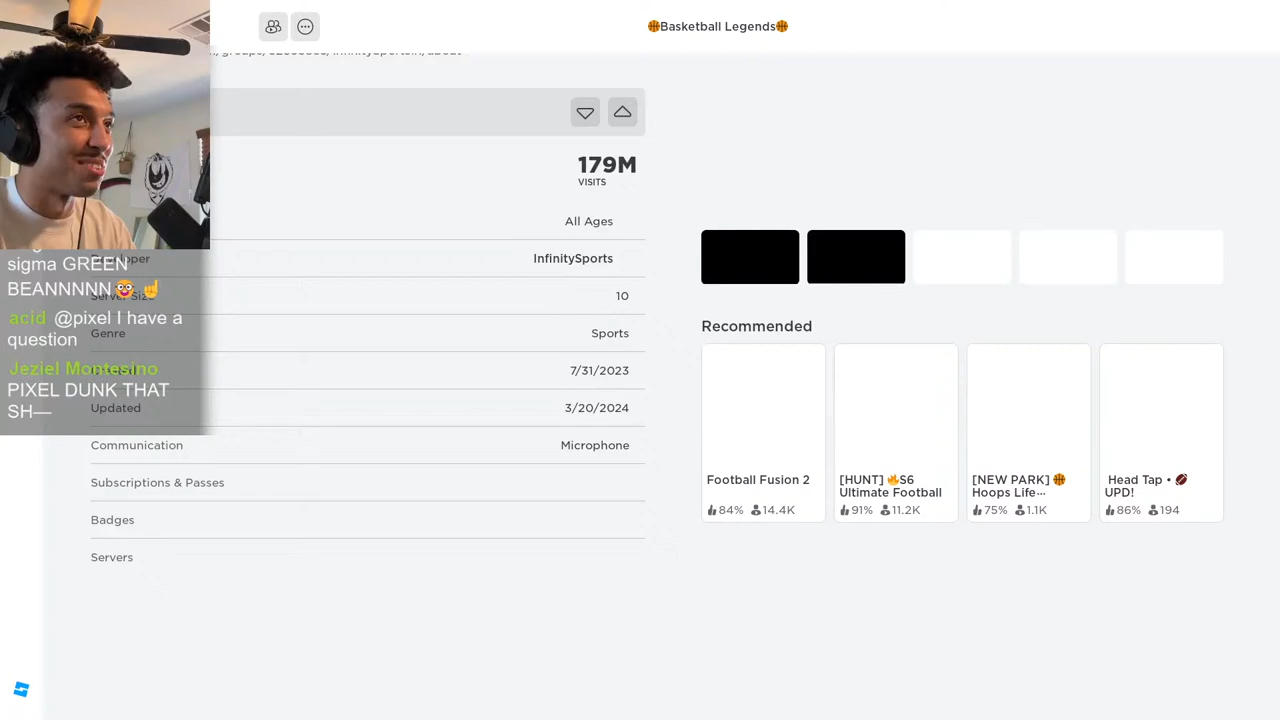 🏀Basketball Legends🏀
179M
VISITS
All Ages
InfinitySports
Server Size 10
Genre Sports
7/31/2023
Updated 3/20/2024
Communication Microphone
Subscriptions & Passes
Badges
Servers
sigma GREEN
BEANNNNN🤡☝️
acid @pixel I have a
question
Jeziel Montesino
PIXEL DUNK THAT
SH—
Recommended
Football Fusion 2
84% 14.4K
[HUNT] 🔥S6
Ultimate Football
91% 11.2K
[NEW PARK] 🏀
Hoops Life…
75% 1.1K
Head Tap • 🏈
UPD!
86% 194